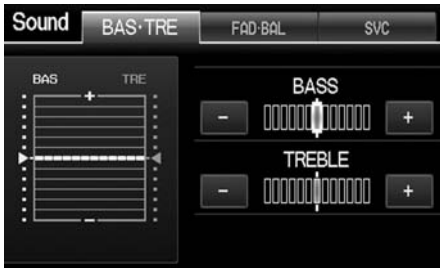 Sound BAS·TRE FAD·BAL SVC
BAS TRE
+
BASS
- +
TREBLE
- +
-